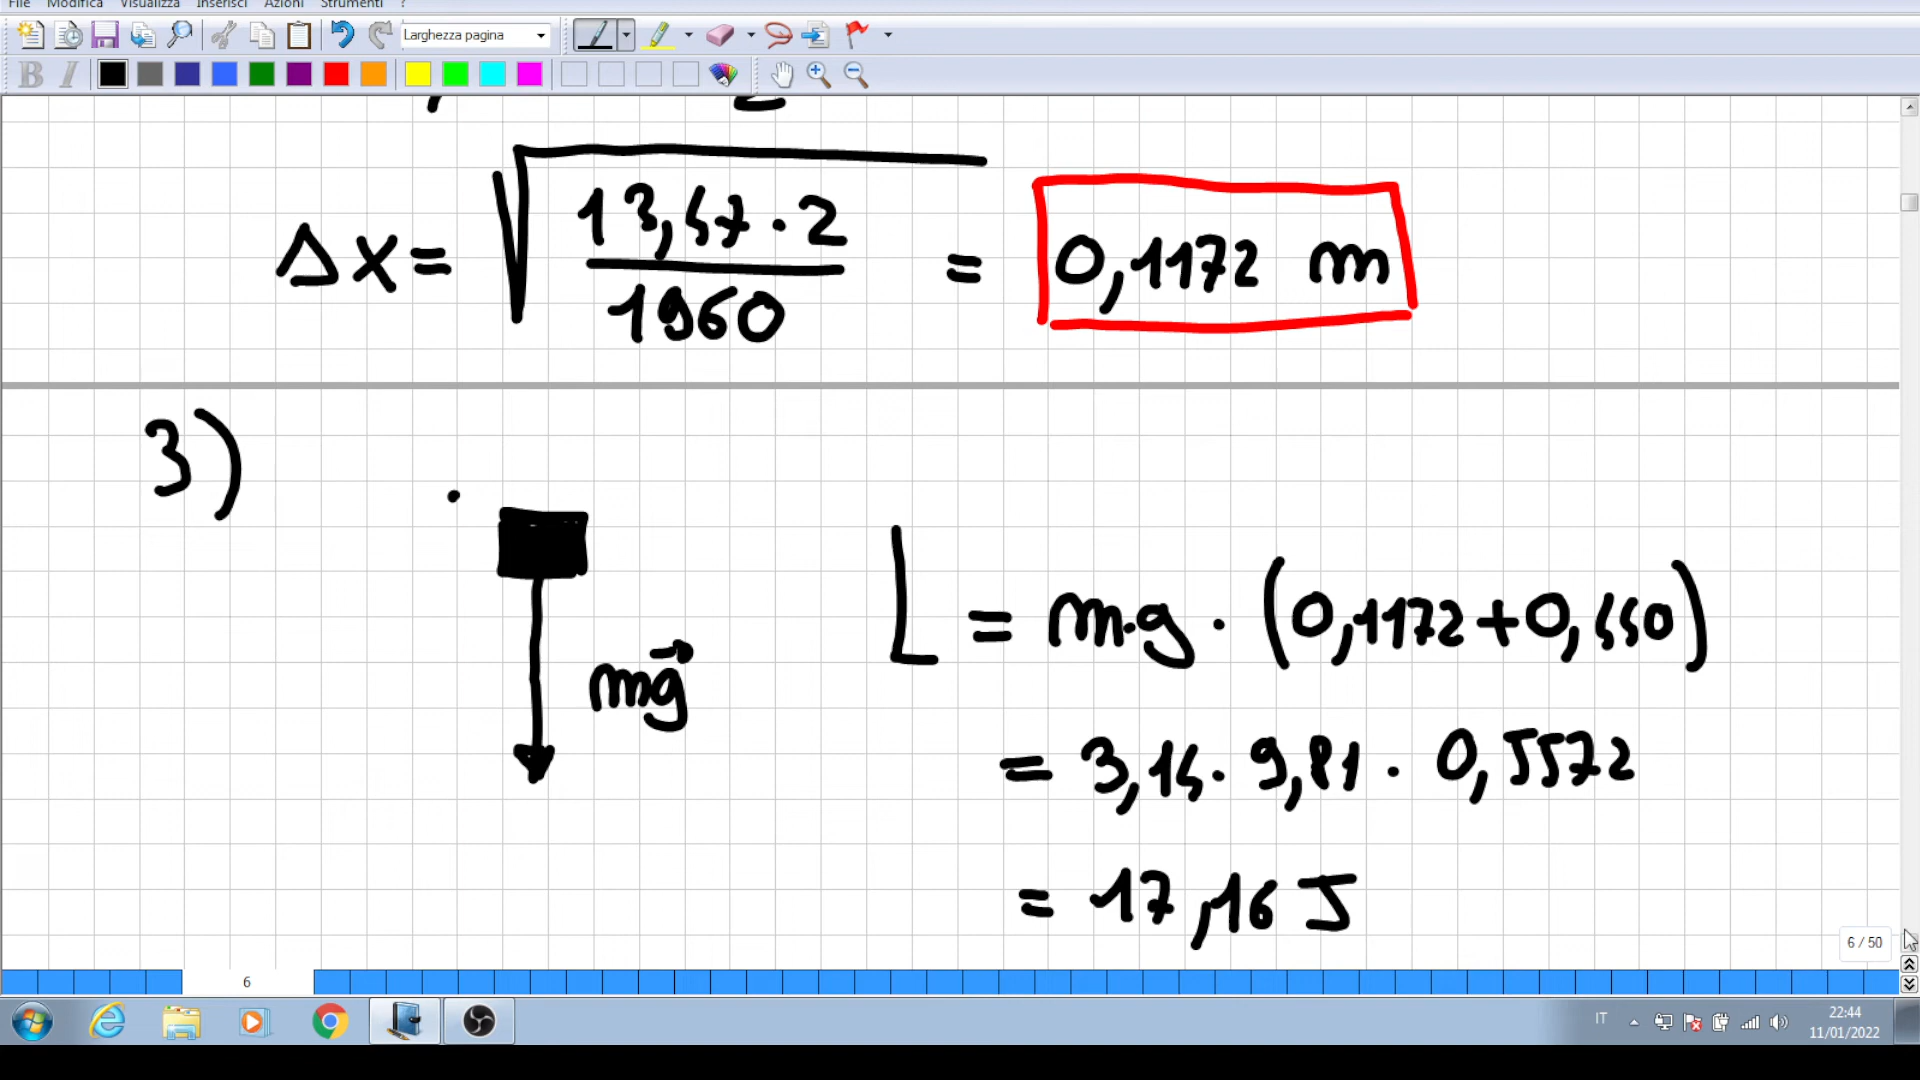 File Modifica Visualizza Inserisci Azioni Strumenti ?
Larghezza pagina
B I
Δx = √ 13,47 · 2 / 1960 = 0,1172 m
3)
L = m·g · (0,1172 + 0,440)
mg⃗
= 3,14 · 9,81 · 0,5572
= 17,16 J
6 / 50
6
IT
22:44
11/01/2022